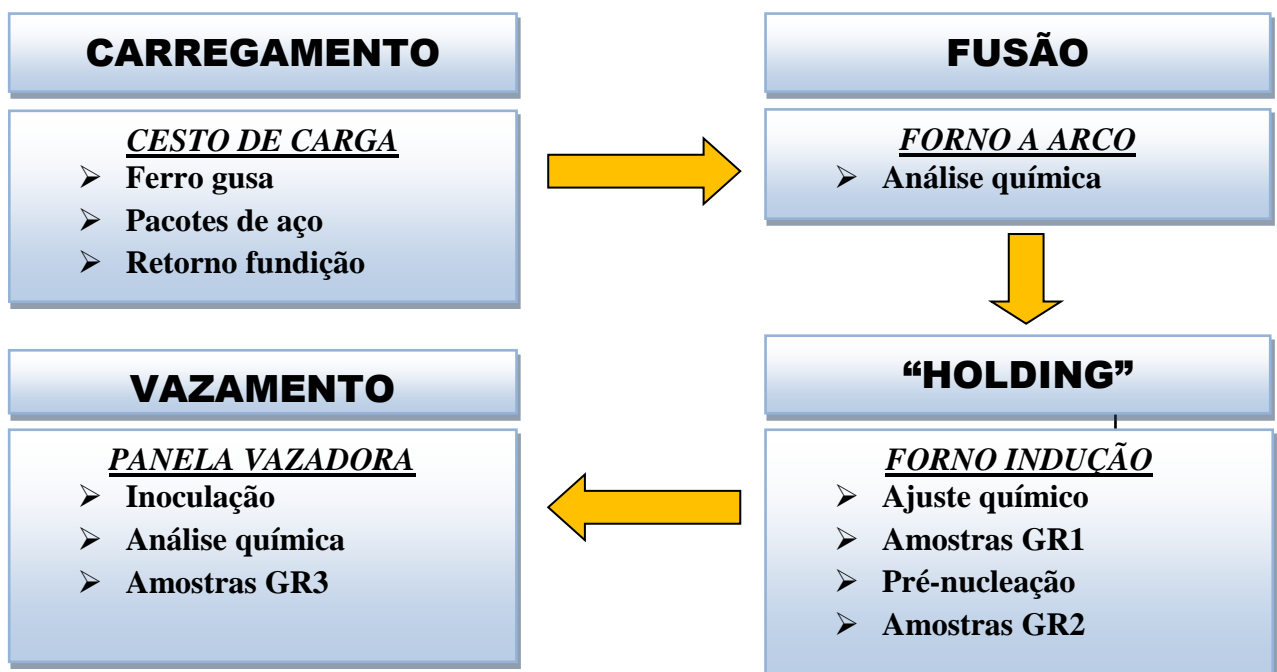 CARREGAMENTO
CESTO DE CARGA
➢ Ferro gusa
➢ Pacotes de aço
➢ Retorno fundição
FUSÃO
FORNO A ARCO
➢ Análise química
“HOLDING”
FORNO INDUÇÃO
➢ Ajuste químico
➢ Amostras GR1
➢ Pré-nucleação
➢ Amostras GR2
VAZAMENTO
PANELA VAZADORA
➢ Inoculação
➢ Análise química
➢ Amostras GR3